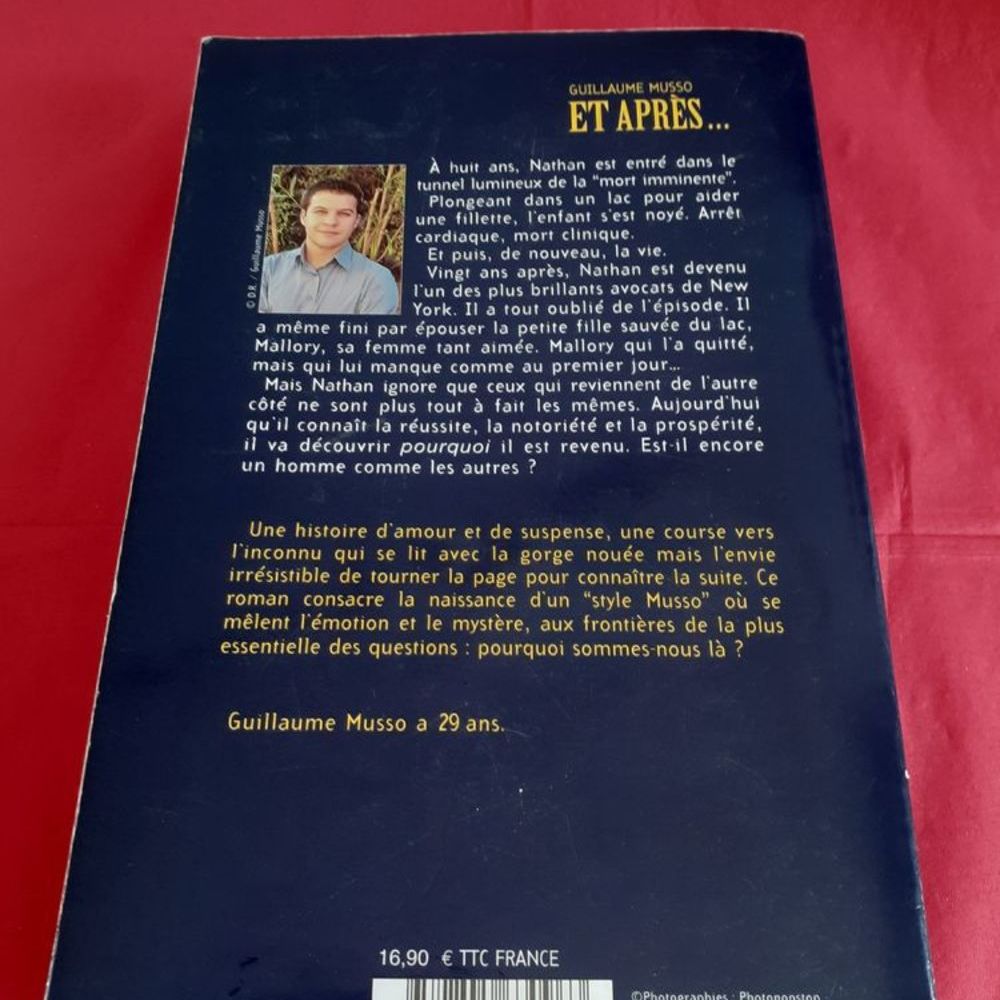 GUILLAUME MUSSO
ET APRÈS...
À huit ans, Nathan est entré dans le
tunnel lumineux de la "mort imminente".
Plongeant dans un lac pour aider
une fillette, l'enfant s'est noyé. Arrêt
cardiaque, mort clinique.
Et puis, de nouveau, la vie.
Vingt ans après, Nathan est devenu
l'un des plus brillants avocats de New
York. Il a tout oublié de l'épisode. Il
a même fini par épouser la petite fille sauvée du lac,
Mallory, sa femme tant aimée. Mallory qui l'a quitté,
mais qui lui manque comme au premier jour...
Mais Nathan ignore que ceux qui reviennent de l'autre
côté ne sont plus tout à fait les mêmes. Aujourd'hui
qu'il connaît la réussite, la notoriété et la prospérité,
il va découvrir pourquoi il est revenu. Est-il encore
un homme comme les autres ?
© D.R. / Guillaume Musso
Une histoire d'amour et de suspense, une course vers
l'inconnu qui se lit avec la gorge nouée mais l'envie
irrésistible de tourner la page pour connaître la suite. Ce
roman consacre la naissance d'un "style Musso" où se
mêlent l'émotion et le mystère, aux frontières de la plus
essentielle des questions : pourquoi sommes-nous là ?
Guillaume Musso a 29 ans.
16,90 € TTC FRANCE
©Photographies : Photononstop